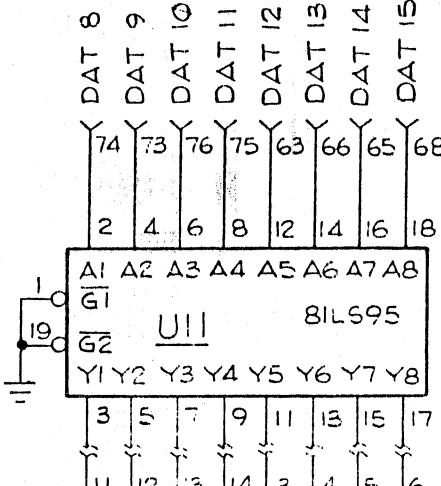 DAT 8 DAT 9 DAT 10 DAT 11 DAT 12 DAT 13 DAT 14 DAT 15
74 73 76 75 63 66 65 68
2 4 6 8 12 14 16 18
A1 A2 A3 A4 A5 A6 A7 A8
1 G1
U11 81LS95
19 G2
Y1 Y2 Y3 Y4 Y5 Y6 Y7 Y8
3 5 7 9 11 13 15 17